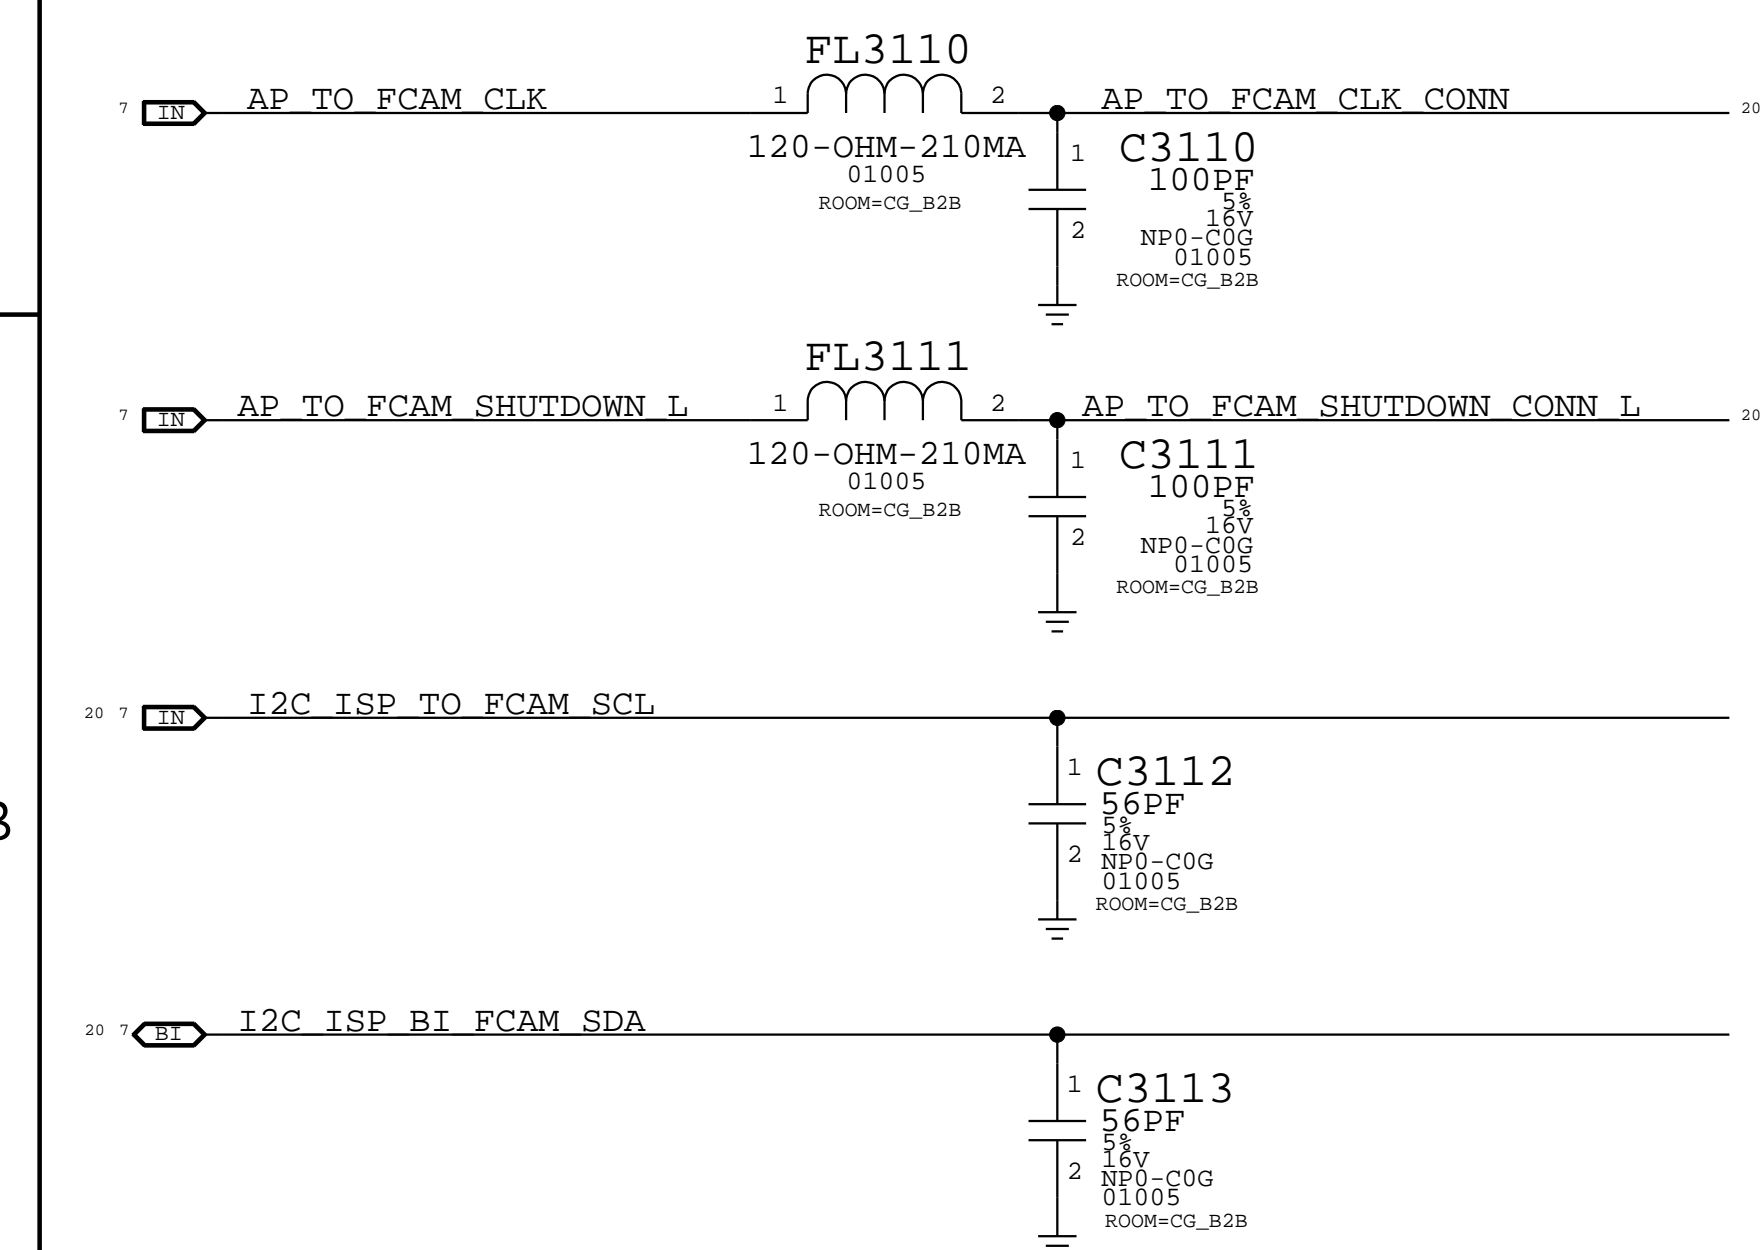 FL3110
7 IN AP_TO_FCAM_CLK 1 2 AP_TO_FCAM_CLK_CONN 20
120-OHM-210MA
01005
ROOM=CG_B2B
1
2
C3110
100PF
5%
16V
NP0-C0G
01005
ROOM=CG_B2B
FL3111
7 IN AP_TO_FCAM_SHUTDOWN_L 1 2 AP_TO_FCAM_SHUTDOWN_CONN_L 20
120-OHM-210MA
01005
ROOM=CG_B2B
1
2
C3111
100PF
5%
16V
NP0-C0G
01005
ROOM=CG_B2B
20 7 IN I2C_ISP_TO_FCAM_SCL
1
2
C3112
56PF
5%
16V
NP0-C0G
01005
ROOM=CG_B2B
20 7 BI I2C_ISP_BI_FCAM_SDA
1
2
C3113
56PF
5%
16V
NP0-C0G
01005
ROOM=CG_B2B